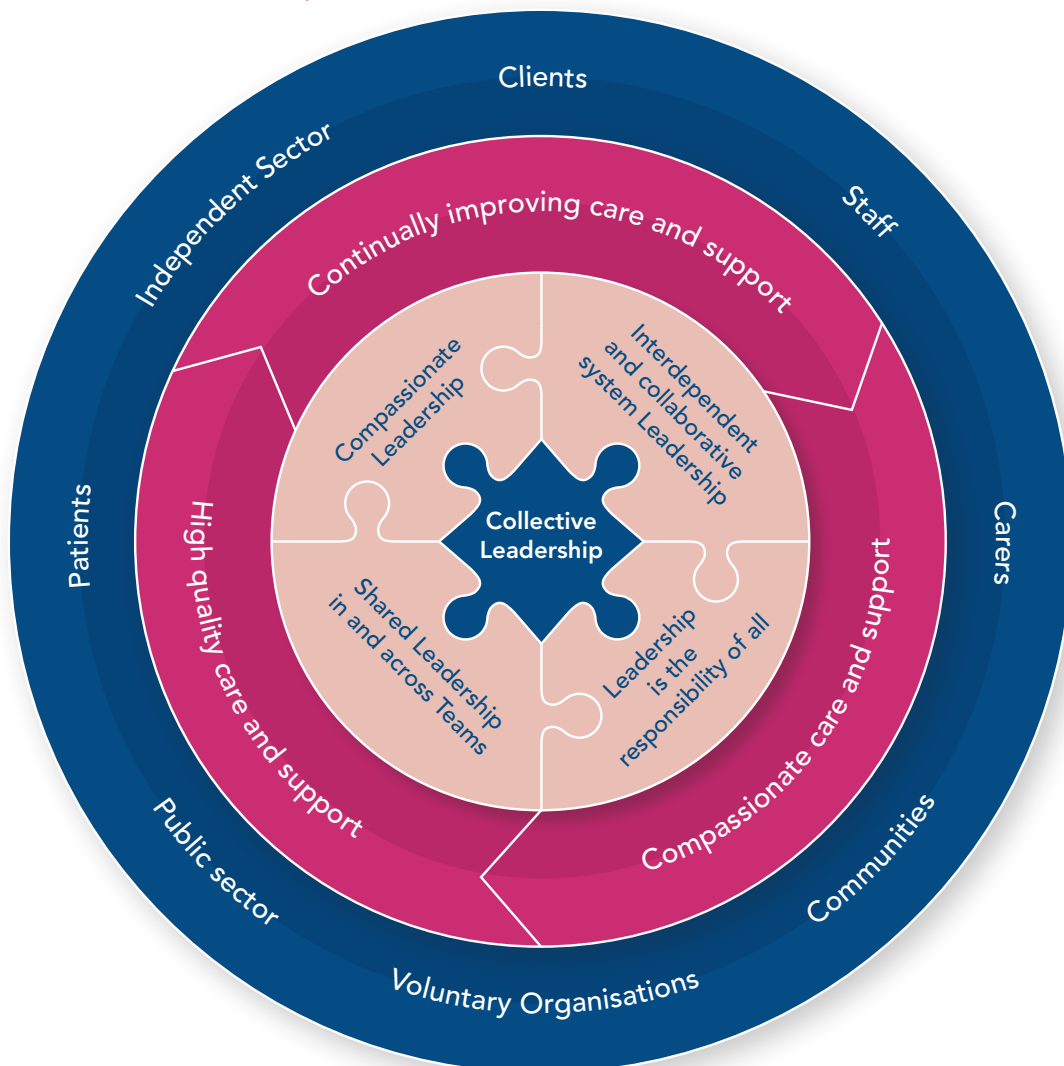 Clients
Staff
Carers
Communities
Voluntary Organisations
Public sector
Patients
Independent Sector
Continually improving care and support
Compassionate care and support
High quality care and support
Compassionate
Leadership
Interdependent
and collaborative
system Leadership
Leadership
is the
responsibility of all
Shared Leadership
in and across Teams
Collective
Leadership